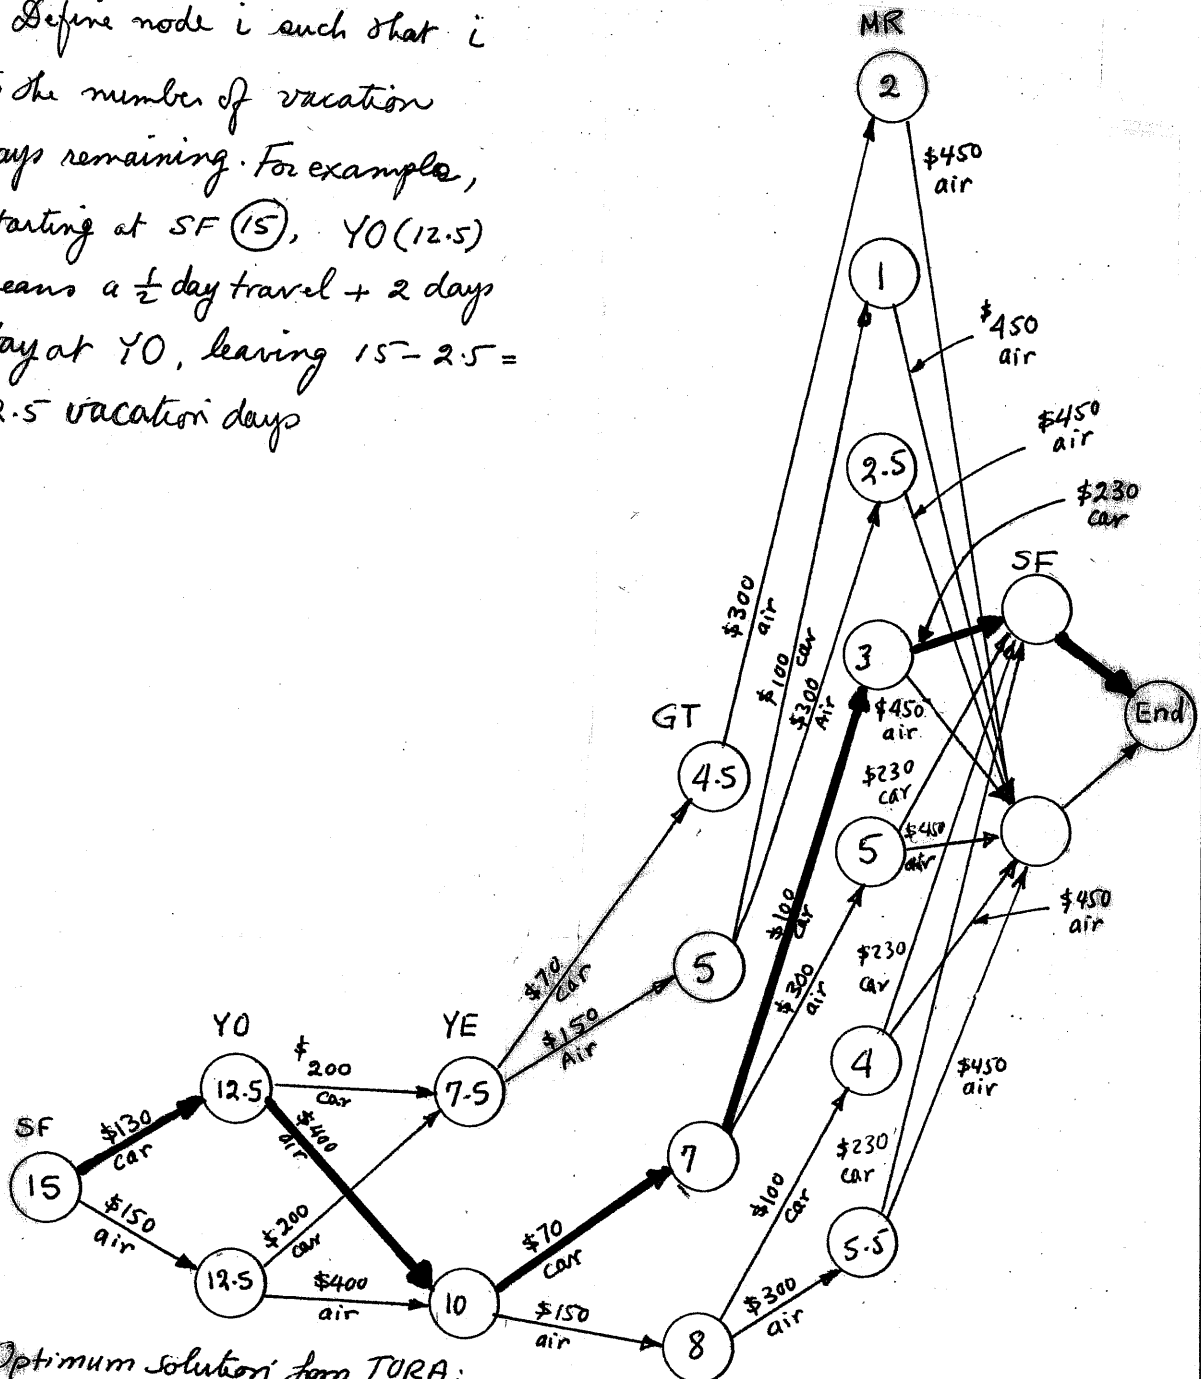 Define node i such that i
the number of vacation
ays remaining. For example,
tarting at SF 15, YO(12.5)
eans a 1/2 day travel + 2 days
ay at YO, leaving 15 - 2.5 =
2.5 vacation days
MR
2
$450
air
1
$450
air
2.5
$450
air
$230
car
SF
3
$300
air
$100
car
$300
Air
GT
4.5
$450
air
End
$230
car
5
$450
air
$100
car
$300
air
$450
air
$70
car
5
$150
Air
$230
car
YO
YE
12.5
$200
car
7.5
4
$450
air
SF
15
$130
car
$400
air
7
$100
car
$230
car
$150
air
$200
car
$70
car
5.5
12.5
$400
air
10
$150
air
8
$300
air
Optimum solution from TORA: